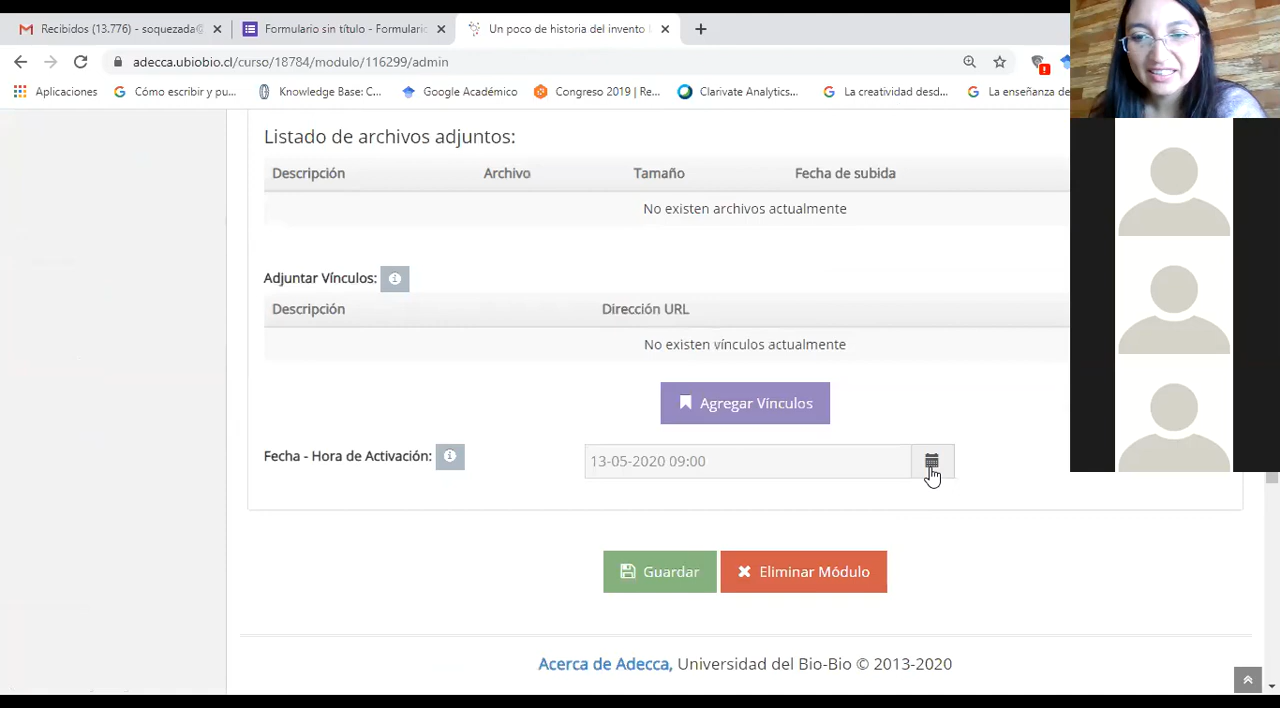 Recibidos (13.776) - soquezada@
Formulario sin título - Formulario
Un poco de historia del invento
adecca.ubiobio.cl/curso/18784/modulo/116299/admin
Aplicaciones
Cómo escribir y pu...
Knowledge Base: C...
Google Académico
Congreso 2019 | Re...
Clarivate Analytics...
La creatividad desd...
La enseñanza de
Listado de archivos adjuntos:
Descripción Archivo Tamaño Fecha de subida
No existen archivos actualmente
Adjuntar Vínculos:
Descripción Dirección URL
No existen vínculos actualmente
Agregar Vínculos
Fecha - Hora de Activación:
13-05-2020 09:00
Guardar
Eliminar Módulo
Acerca de Adecca, Universidad del Bio-Bio © 2013-2020